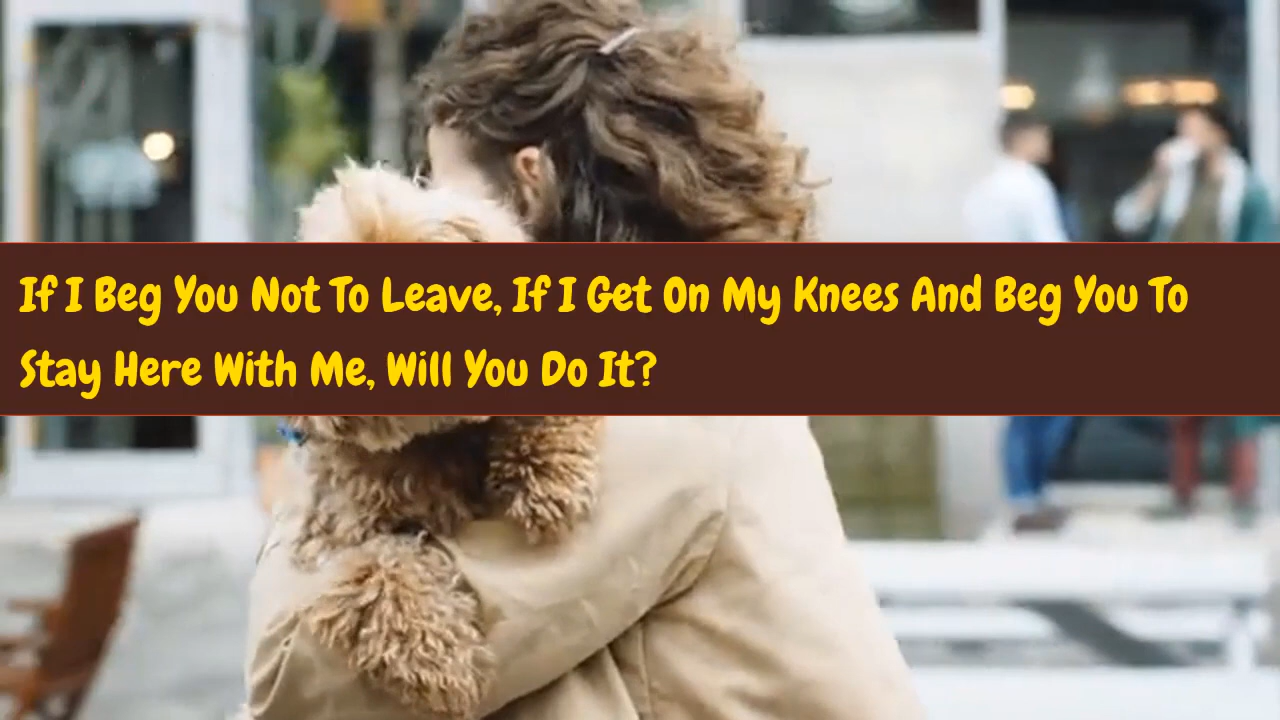 If I Beg You Not To Leave, If I Get On My Knees And Beg You To
Stay Here With Me, Will You Do It?